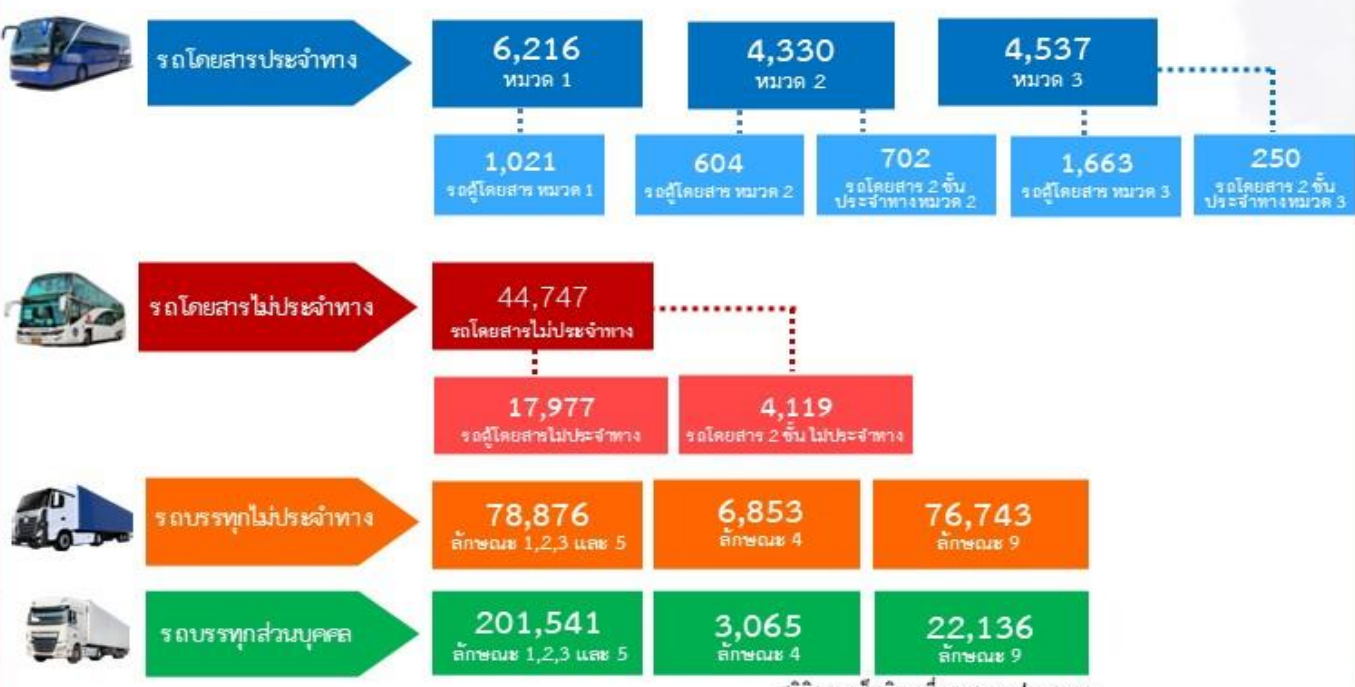 รถโดยสารประจำทาง
6,216
หมวด 1
4,330
หมวด 2
4,537
หมวด 3
1,021
รถตู้โดยสาร หมวด 1
604
รถตู้โดยสาร หมวด 2
702
รถโดยสาร 2 ชั้น
ประจำทางหมวด 2
1,663
รถตู้โดยสาร หมวด 3
250
รถโดยสาร 2 ชั้น
ประจำทางหมวด 3
รถโดยสารไม่ประจำทาง
44,747
รถโดยสารไม่ประจำทาง
17,977
รถตู้โดยสารไม่ประจำทาง
4,119
รถโดยสาร 2 ชั้น ไม่ประจำทาง
รถบรรทุกไม่ประจำทาง
78,876
ลักษณะ 1,2,3 และ 5
6,853
ลักษณะ 4
76,743
ลักษณะ 9
รถบรรทุกส่วนบุคคล
201,541
ลักษณะ 1,2,3 และ 5
3,065
ลักษณะ 4
22,136
ลักษณะ 9